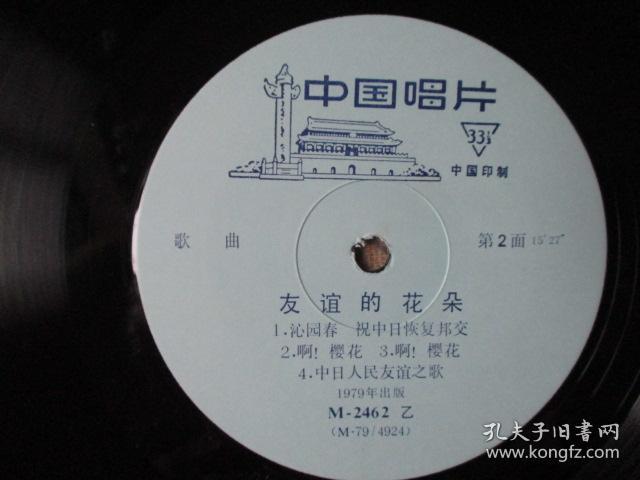 中国唱片
33⅓
中国印制
歌 曲
第2面 15′27″
友谊的花朵
1.沁园春 祝中日恢复邦交
2.啊! 樱花 3.啊! 樱花
4.中日人民友谊之歌
1979年出版
M-2462 乙
(M-79/4924)
孔夫子旧书网
www.kongfz.com